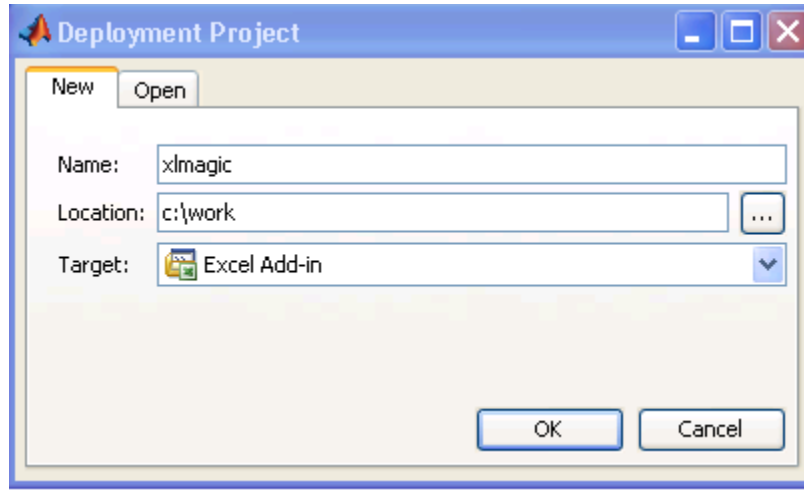 Deployment Project
New Open
Name: xlmagic
Location: c:\work ...
Target: Excel Add-in
OK Cancel